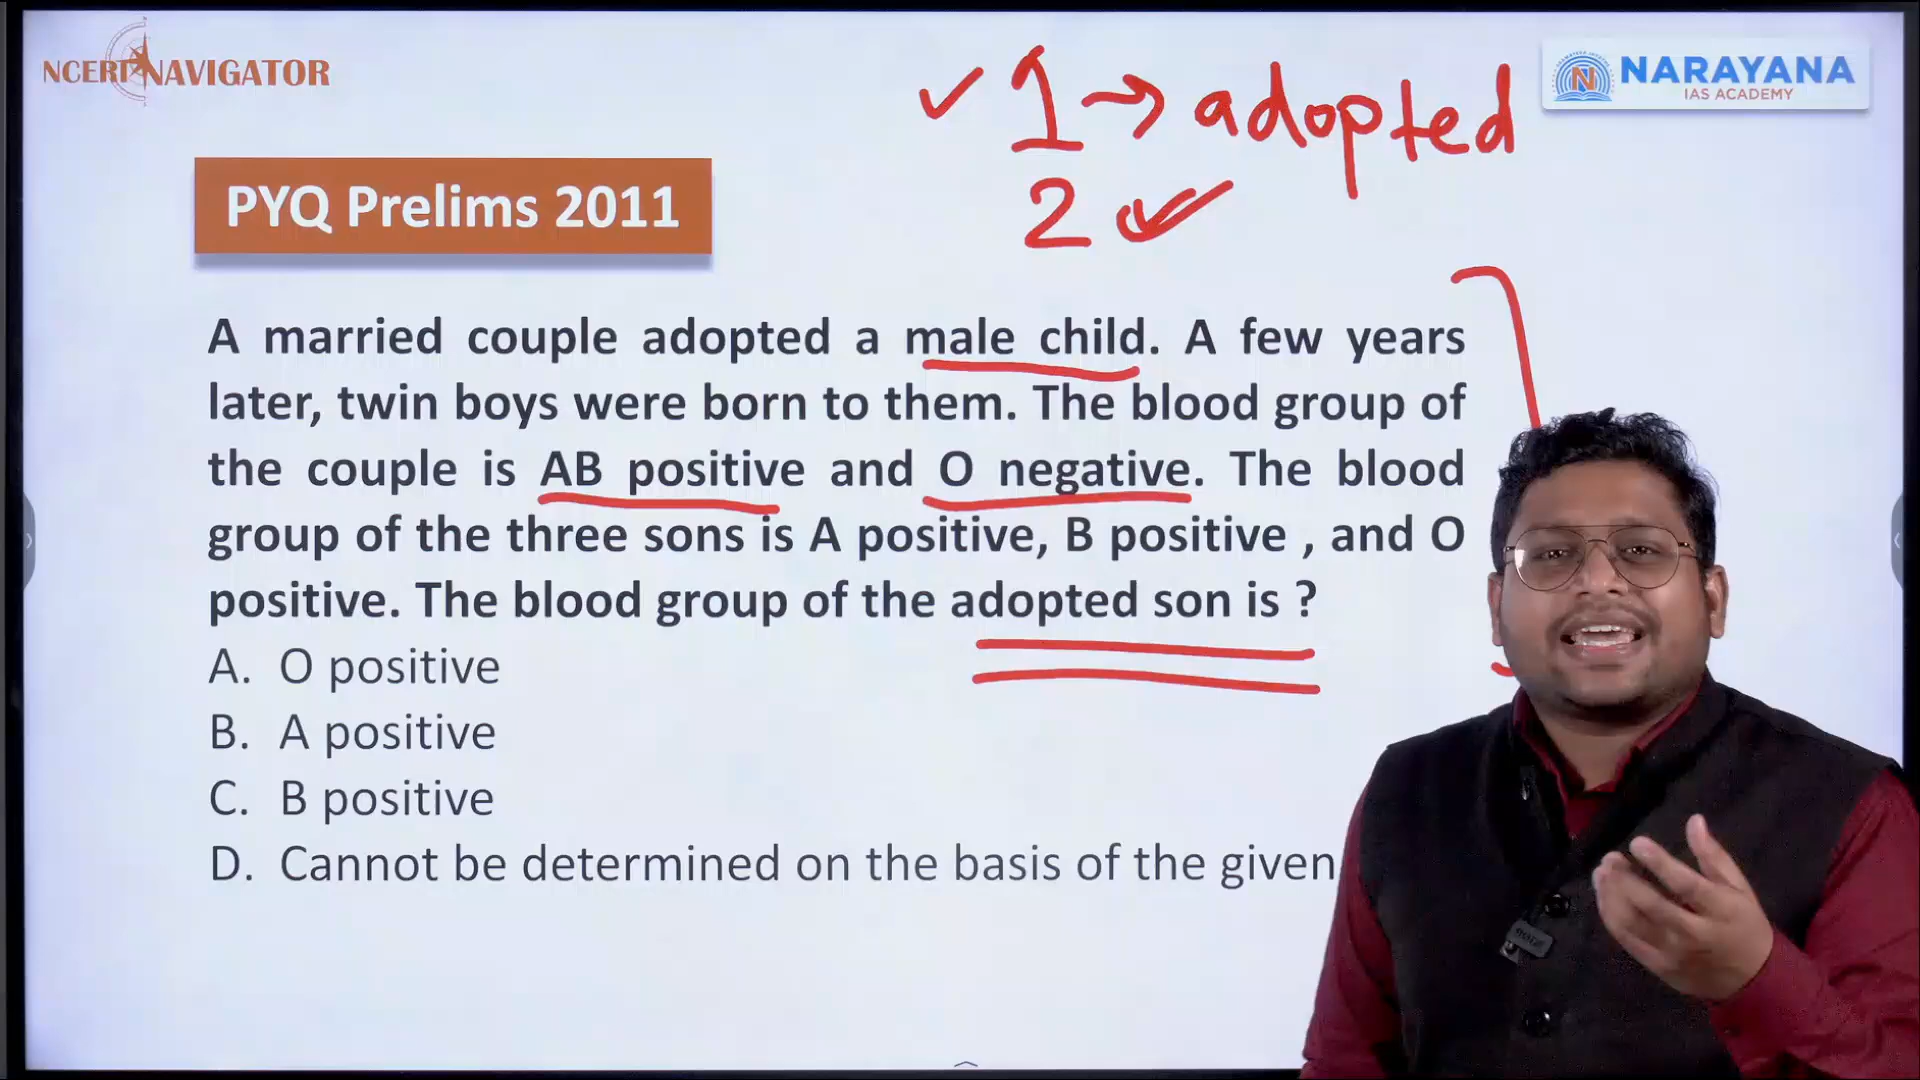 NCERT NAVIGATOR
1 → adopted
NARAYANA
IAS ACADEMY
2
PYQ Prelims 2011
A married couple adopted a male child. A few years
later, twin boys were born to them. The blood group of
the couple is AB positive and O negative. The blood
group of the three sons is A positive, B positive , and O
positive. The blood group of the adopted son is ?
A. O positive
B. A positive
C. B positive
D. Cannot be determined on the basis of the given